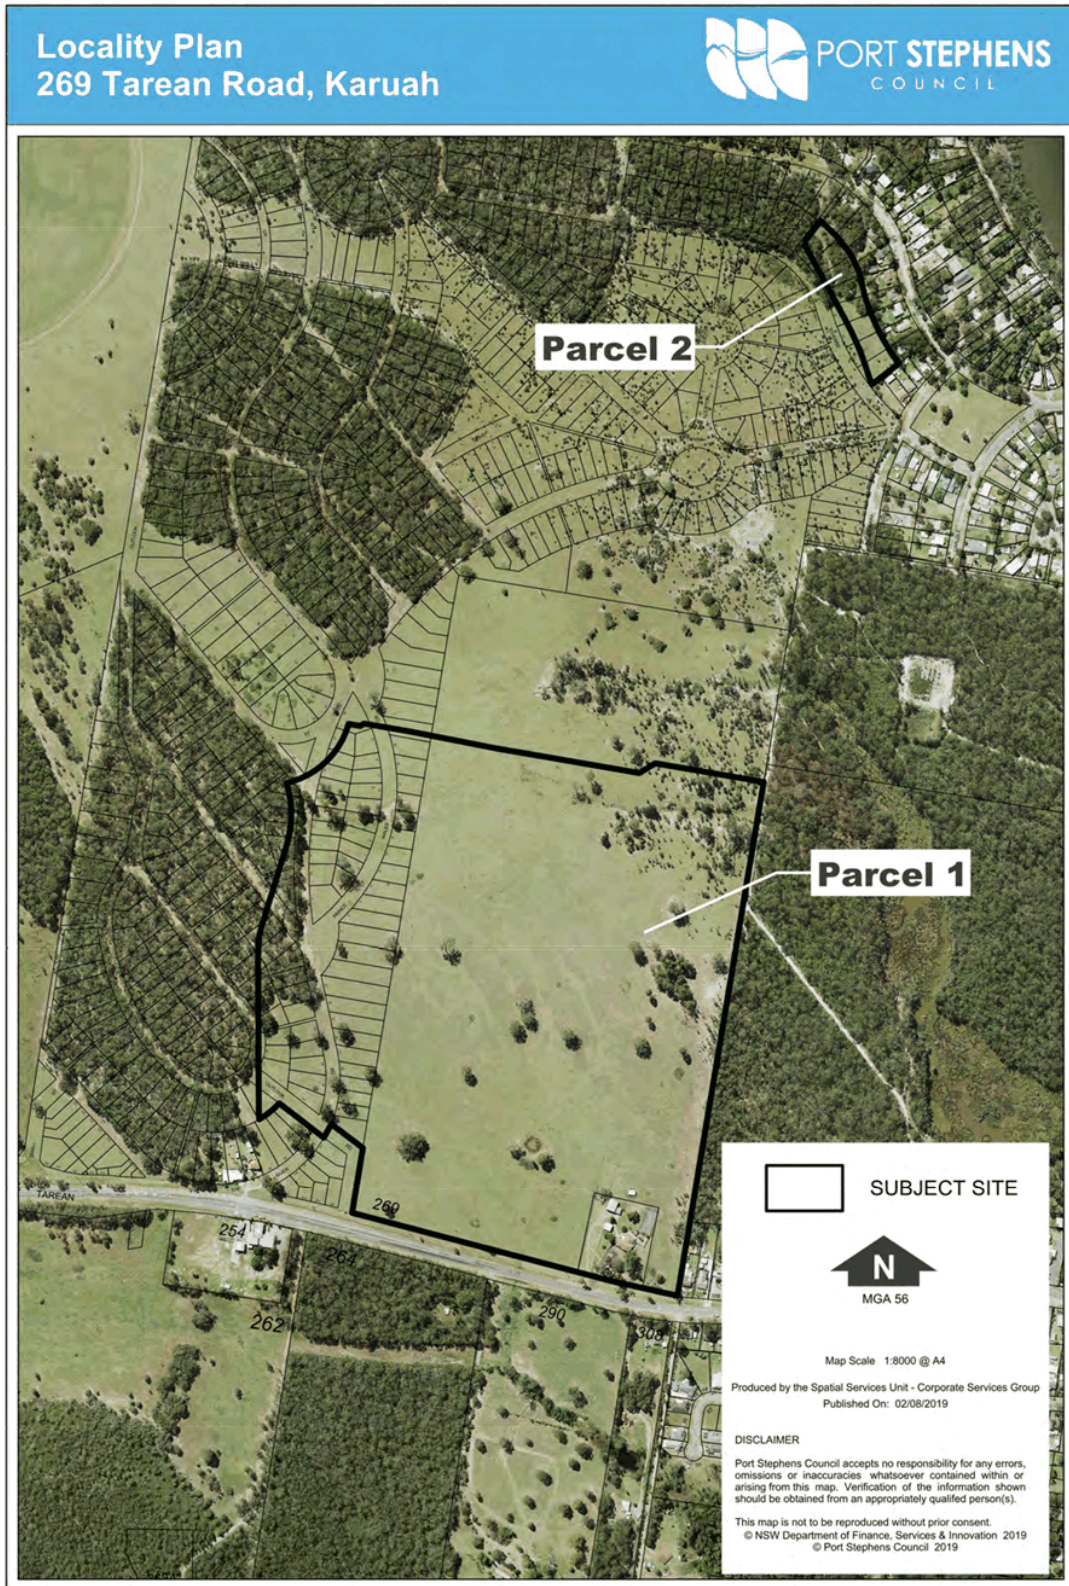 Locality Plan
269 Tarean Road, Karuah
PORT STEPHENS
COUNCIL
Parcel 2
Parcel 1
TAREAN
269
254
264
262
290
308
SUBJECT SITE
N
MGA 56
Map Scale 1:8000 @ A4
Produced by the Spatial Services Unit - Corporate Services Group
Published On: 02/08/2019
DISCLAIMER
Port Stephens Council accepts no responsibility for any errors,
omissions or inaccuracies whatsoever contained within or
arising from this map. Verification of the information shown
should be obtained from an appropriately qualifed person(s).
This map is not to be reproduced without prior consent.
© NSW Department of Finance, Services & Innovation 2019
© Port Stephens Council 2019